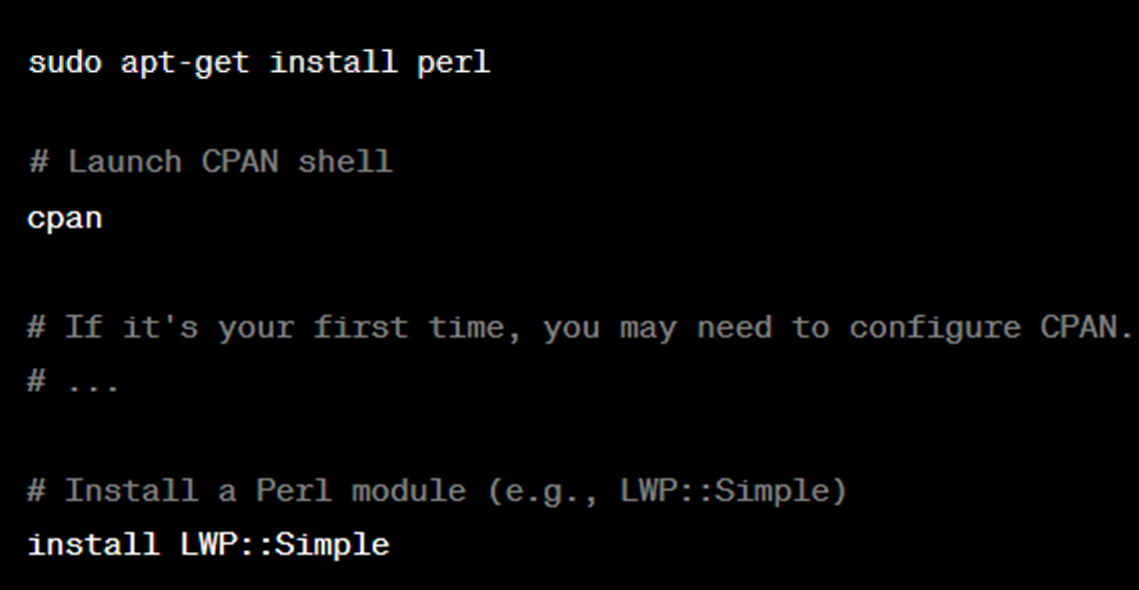 sudo apt-get install perl
# Launch CPAN shell
cpan
# If it's your first time, you may need to configure CPAN.
# ...
# Install a Perl module (e.g., LWP::Simple)
install LWP::Simple